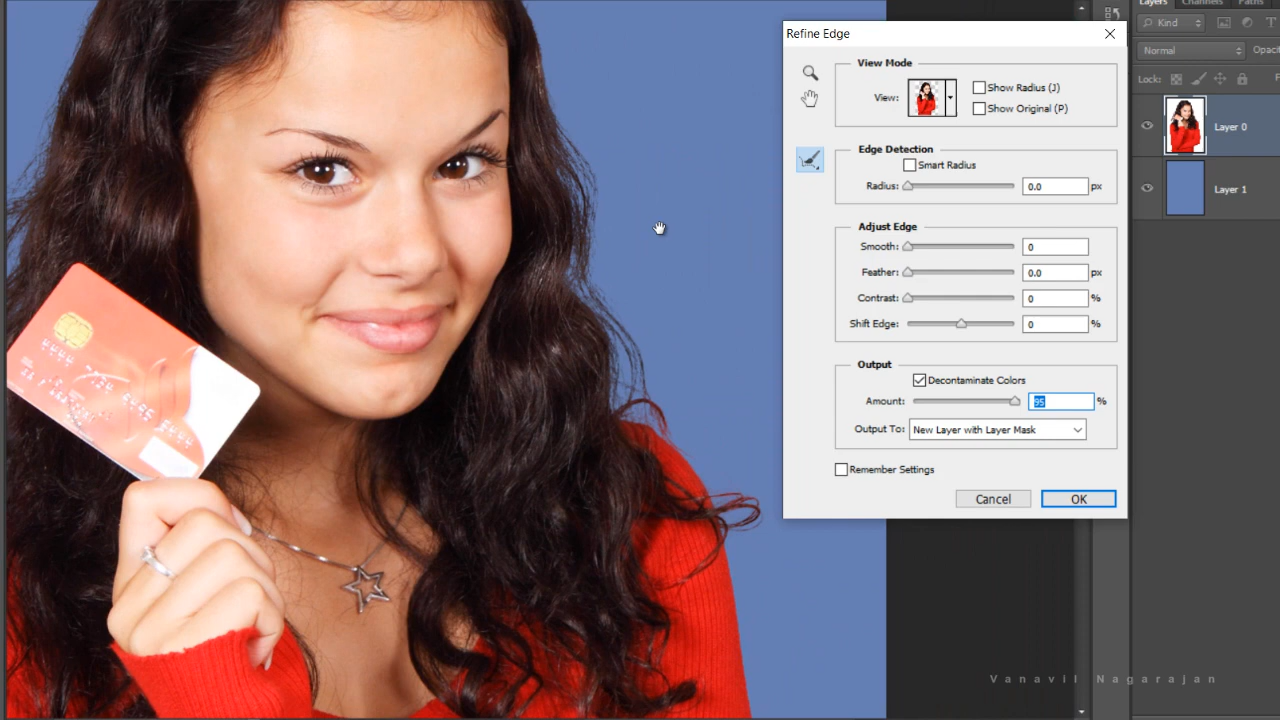 Layers Channels Paths
Refine Edge
Kind
View Mode
Normal
Show Radius (J)
View:
Show Original (P)
Lock:
Layer 0
Edge Detection
Smart Radius
Radius: 0.0 px
Layer 1
Adjust Edge
Smooth: 0
Feather: 0.0 px
Contrast: 0 %
Shift Edge: 0 %
Output
Decontaminate Colors
Amount: 95 %
Output To: New Layer with Layer Mask
Remember Settings
Cancel OK
Vanavil Nagarajan